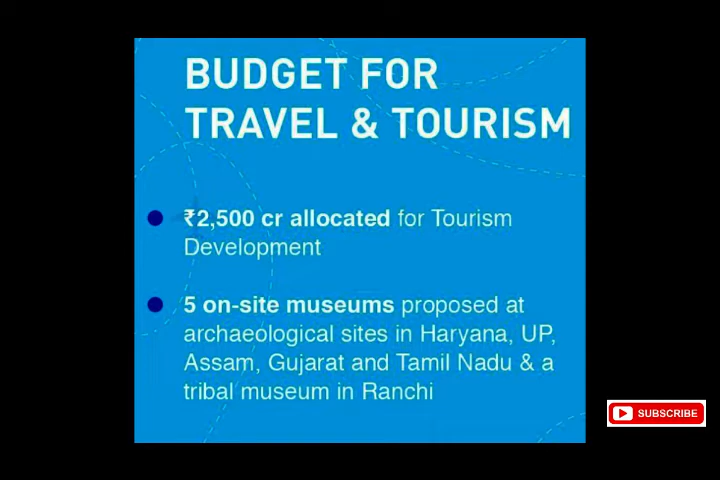 BUDGET FOR
TRAVEL & TOURISM
₹2,500 cr allocated for Tourism
Development
5 on-site museums proposed at
archaeological sites in Haryana, UP,
Assam, Gujarat and Tamil Nadu & a
tribal museum in Ranchi
SUBSCRIBE